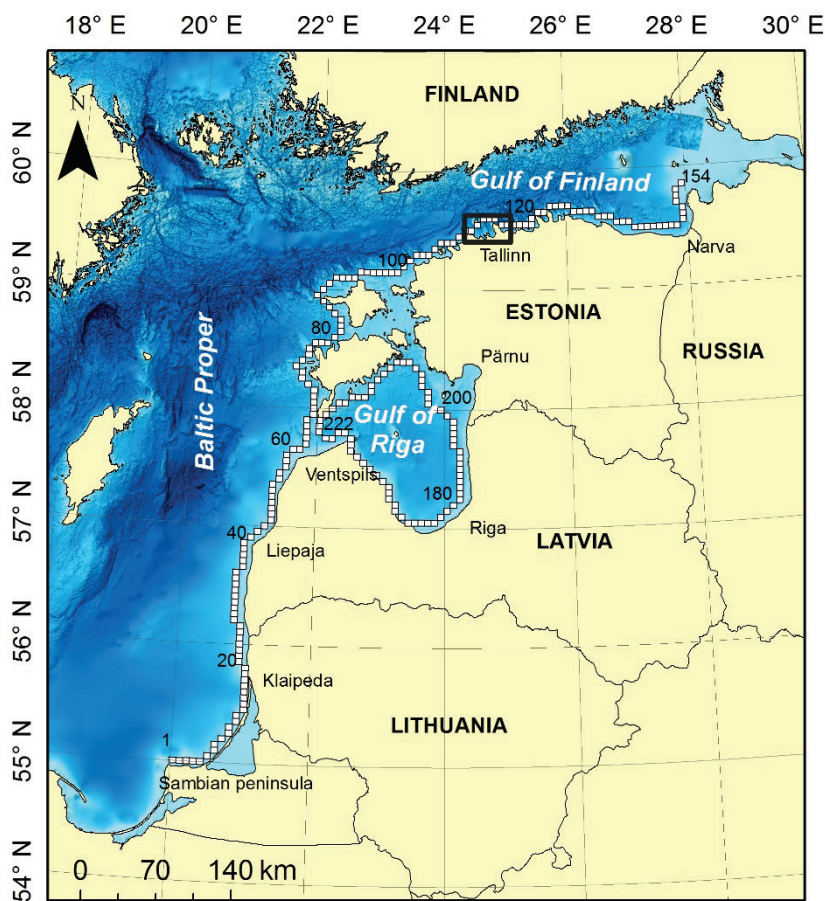 18° E 20° E 22° E 24° E 26° E 28° E 30° E
60° N
59° N
58° N
57° N
56° N
55° N
54° N
N
FINLAND
Gulf of Finland
154
120
Tallinn
Narva
100
ESTONIA
80
RUSSIA
Pärnu
Baltic Proper
200
Gulf of
Riga
222
60
Ventspils
180
Riga
40
Liepaja
LATVIA
20
Klaipeda
LITHUANIA
1
Sambian peninsula
0 70 140 km